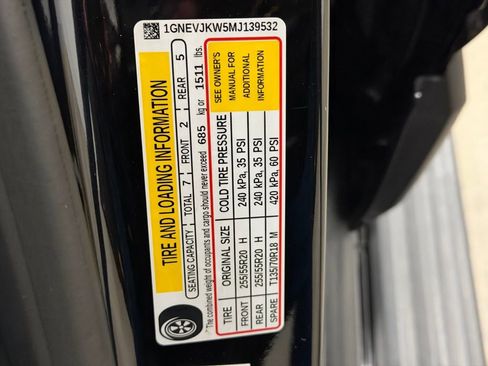 1GNEVJKW5MJ139532
TIRE AND LOADING INFORMATION
SEATING CAPACITY TOTAL 7 FRONT 2 REAR 5
The combined weight of occupants and cargo should never exceed 685 kg or 1511 lbs.
TIRE ORIGINAL SIZE COLD TIRE PRESSURE
FRONT 255/55R20 H 240 kPa, 35 PSI
REAR 255/55R20 H 240 kPa, 35 PSI
SPARE T135/70R18 M 420 kPa, 60 PSI
SEE OWNER'S
MANUAL FOR
ADDITIONAL
INFORMATION